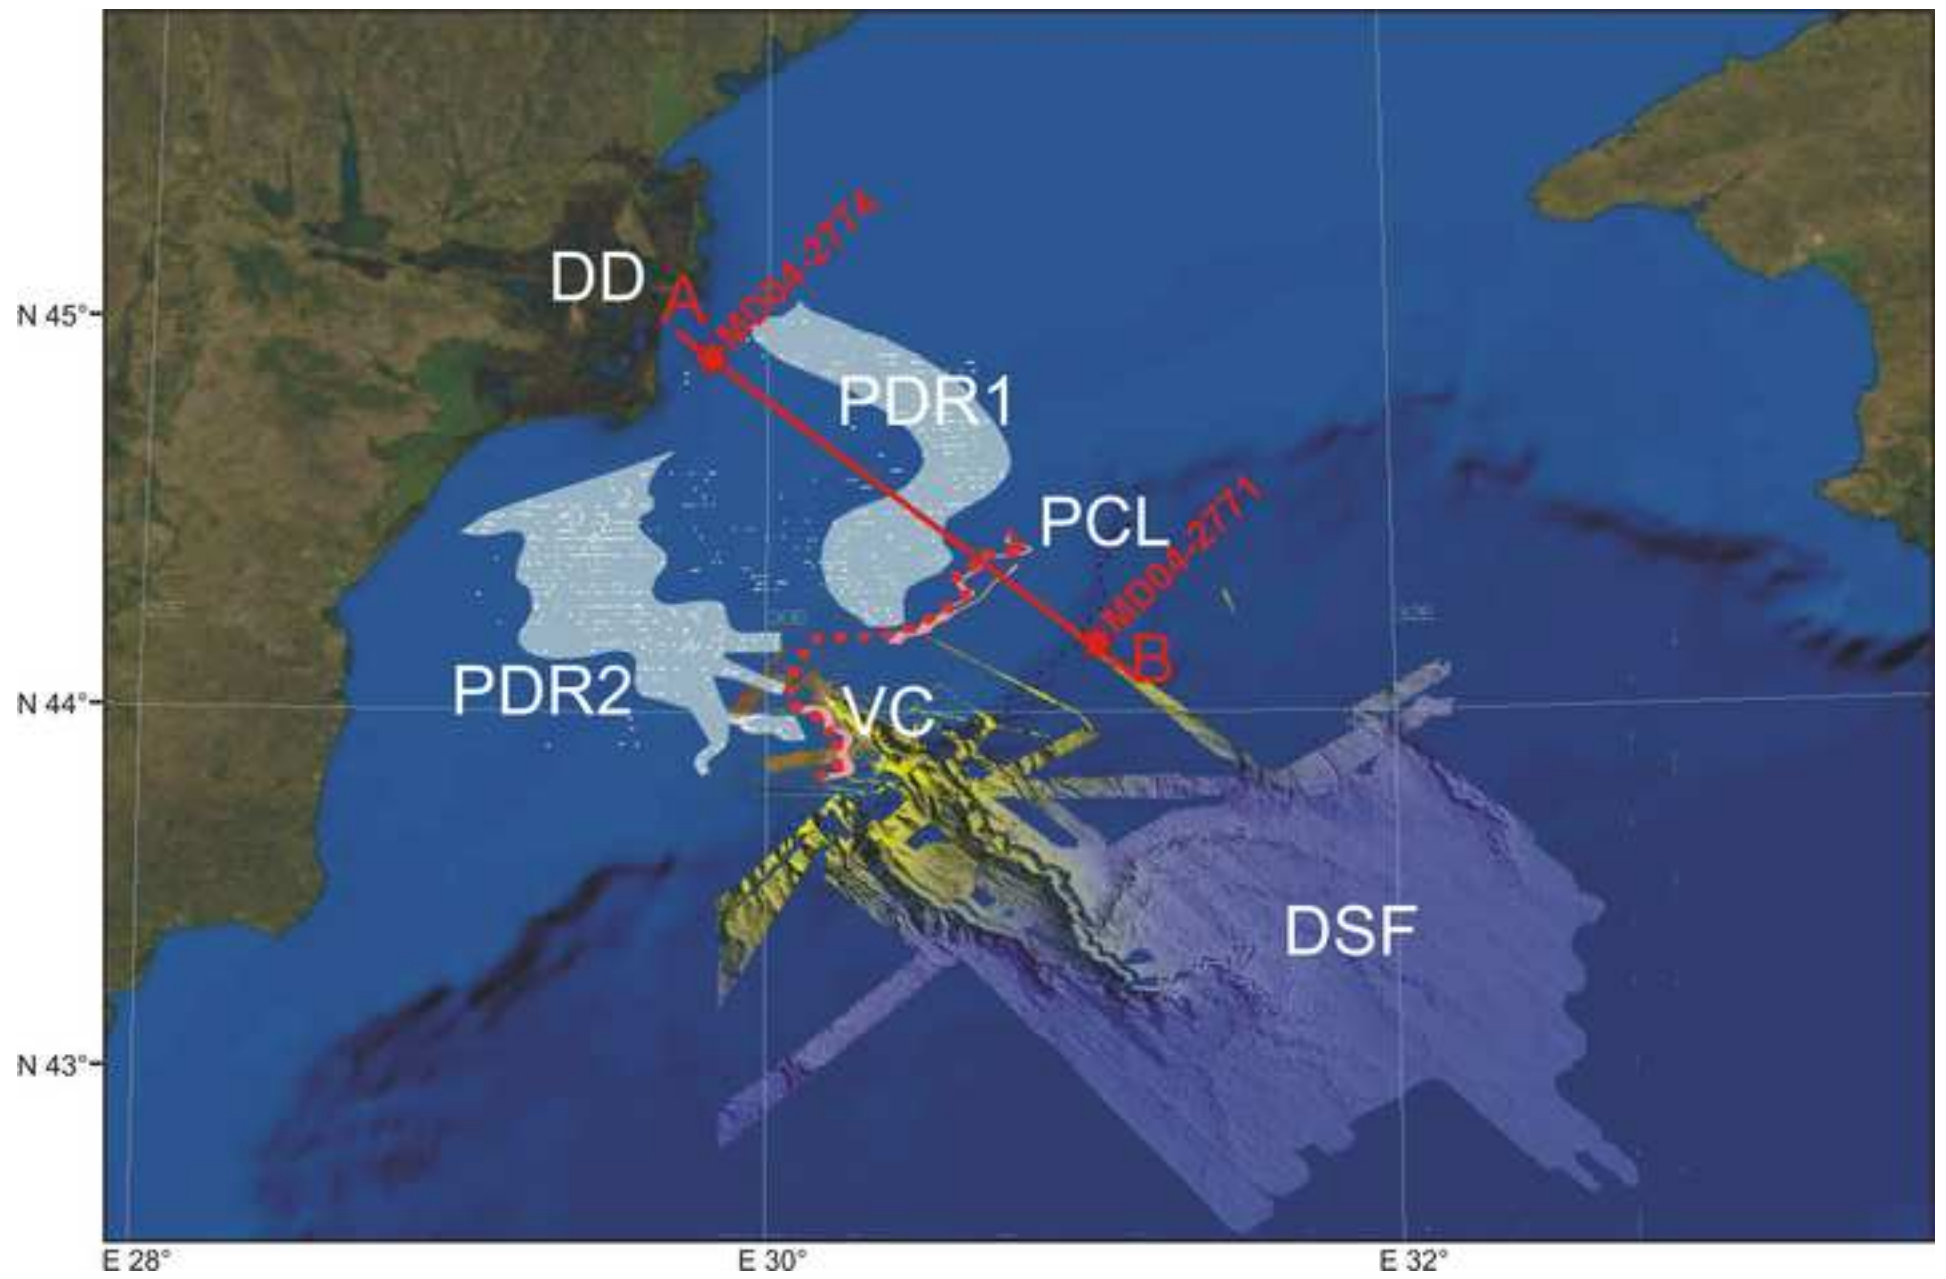 MD04-2774
DD
A
N 45°
PDR1
PCL
MD04-2771
B
PDR2
N 44°
VC
DSF
N 43°
E 28°
E 30°
E 32°